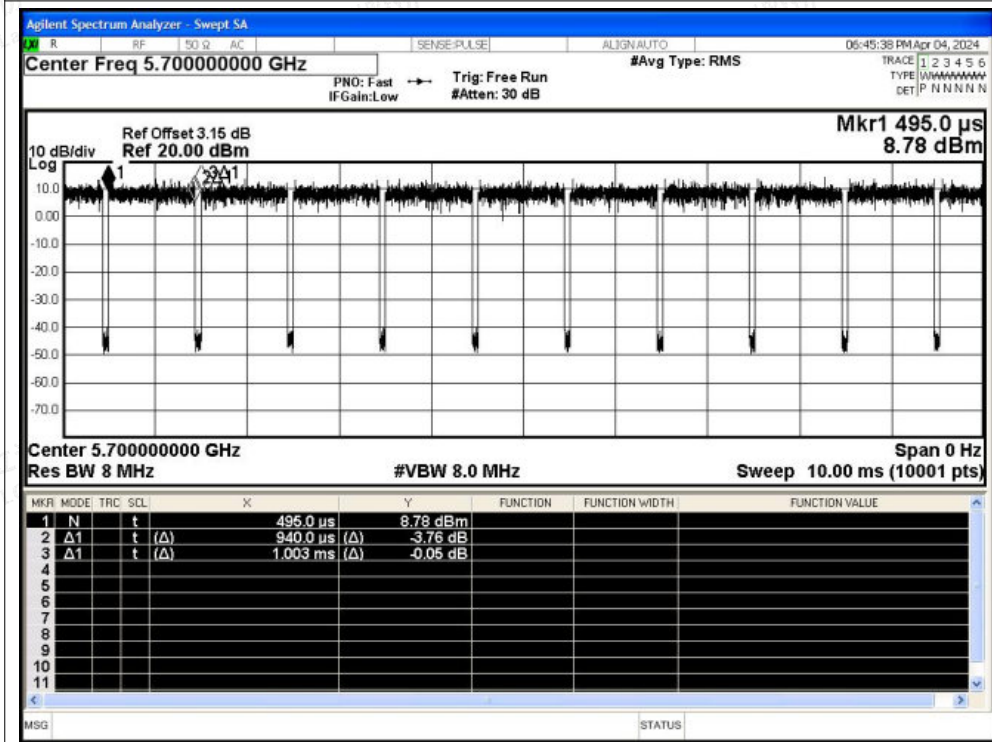 Agilent Spectrum Analyzer - Swept SA
LXI R RF 50 Ω AC SENSE:PULSE ALIGN AUTO 06:45:38 PM Apr 04, 2024
Center Freq 5.700000000 GHz #Avg Type: RMS TRACE 1 2 3 4 5 6
PNO: Fast Trig: Free Run TYPE WWWWWW
IFGain:Low #Atten: 30 dB DET P N N N N N
Mkr1 495.0 µs
8.78 dBm
Ref Offset 3.15 dB
10 dB/div Ref 20.00 dBm
Log
1 2Δ1 3Δ1
10.0
0.00
-10.0
-20.0
-30.0
-40.0
-50.0
-60.0
-70.0
Center 5.700000000 GHz Span 0 Hz
Res BW 8 MHz #VBW 8.0 MHz Sweep 10.00 ms (10001 pts)
MKR MODE TRC SCL X Y FUNCTION FUNCTION WIDTH FUNCTION VALUE
1 N t 495.0 µs 8.78 dBm
2 Δ1 t (Δ) 940.0 µs (Δ) -3.76 dB
3 Δ1 t (Δ) 1.003 ms (Δ) -0.05 dB
4
5
6
7
8
9
10
11
MSG STATUS